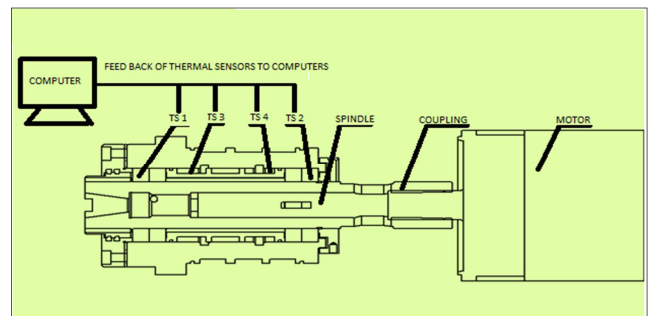 FEED BACK OF THERMAL SENSORS TO COMPUTERS
COMPUTER
TS 1
TS 3
TS 4
TS 2
SPINDLE
COUPLING
MOTOR